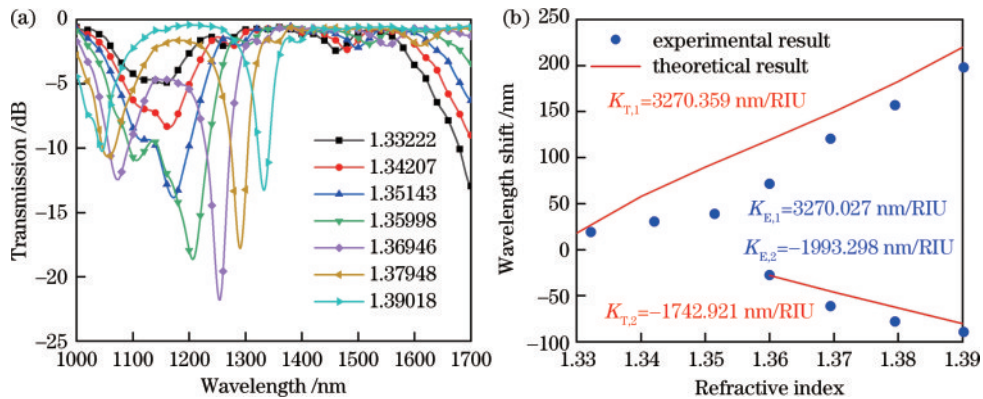 (a)
0
−5
−10
−15
−20
−25
Transmission /dB
1.33222
1.34207
1.35143
1.35998
1.36946
1.37948
1.39018
1000 1100 1200 1300 1400 1500 1600 1700
Wavelength /nm
(b)
250
200
150
100
50
0
−50
−100
Wavelength shift /nm
experimental result
theoretical result
K_T,1=3270.359 nm/RIU
K_E,1=3270.027 nm/RIU
K_E,2=−1993.298 nm/RIU
K_T,2=−1742.921 nm/RIU
1.33 1.34 1.35 1.36 1.37 1.38 1.39
Refractive index